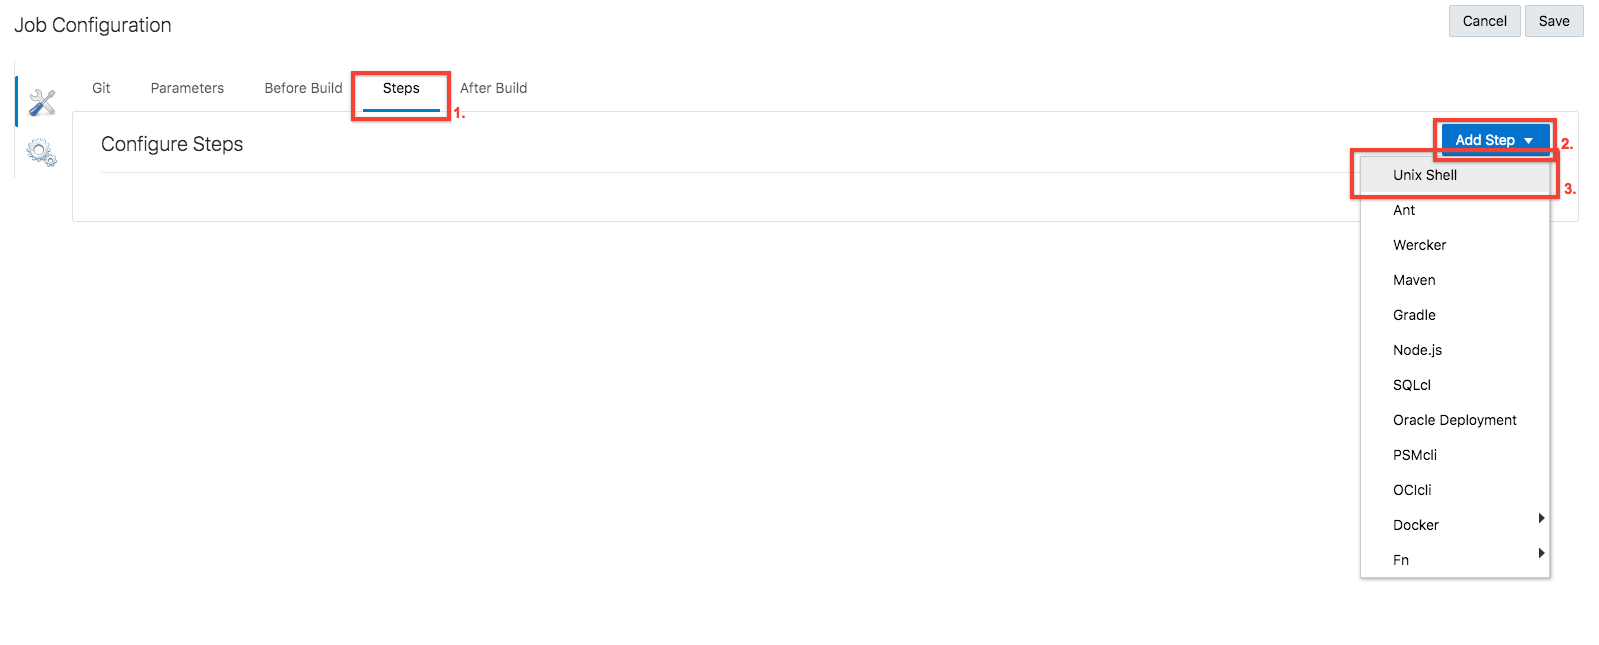 Job Configuration
Cancel Save
Git Parameters Before Build Steps After Build
1.
Configure Steps
Add Step
2.
Unix Shell
3.
Ant
Wercker
Maven
Gradle
Node.js
SQLcl
Oracle Deployment
PSMcli
OCIcli
Docker
Fn